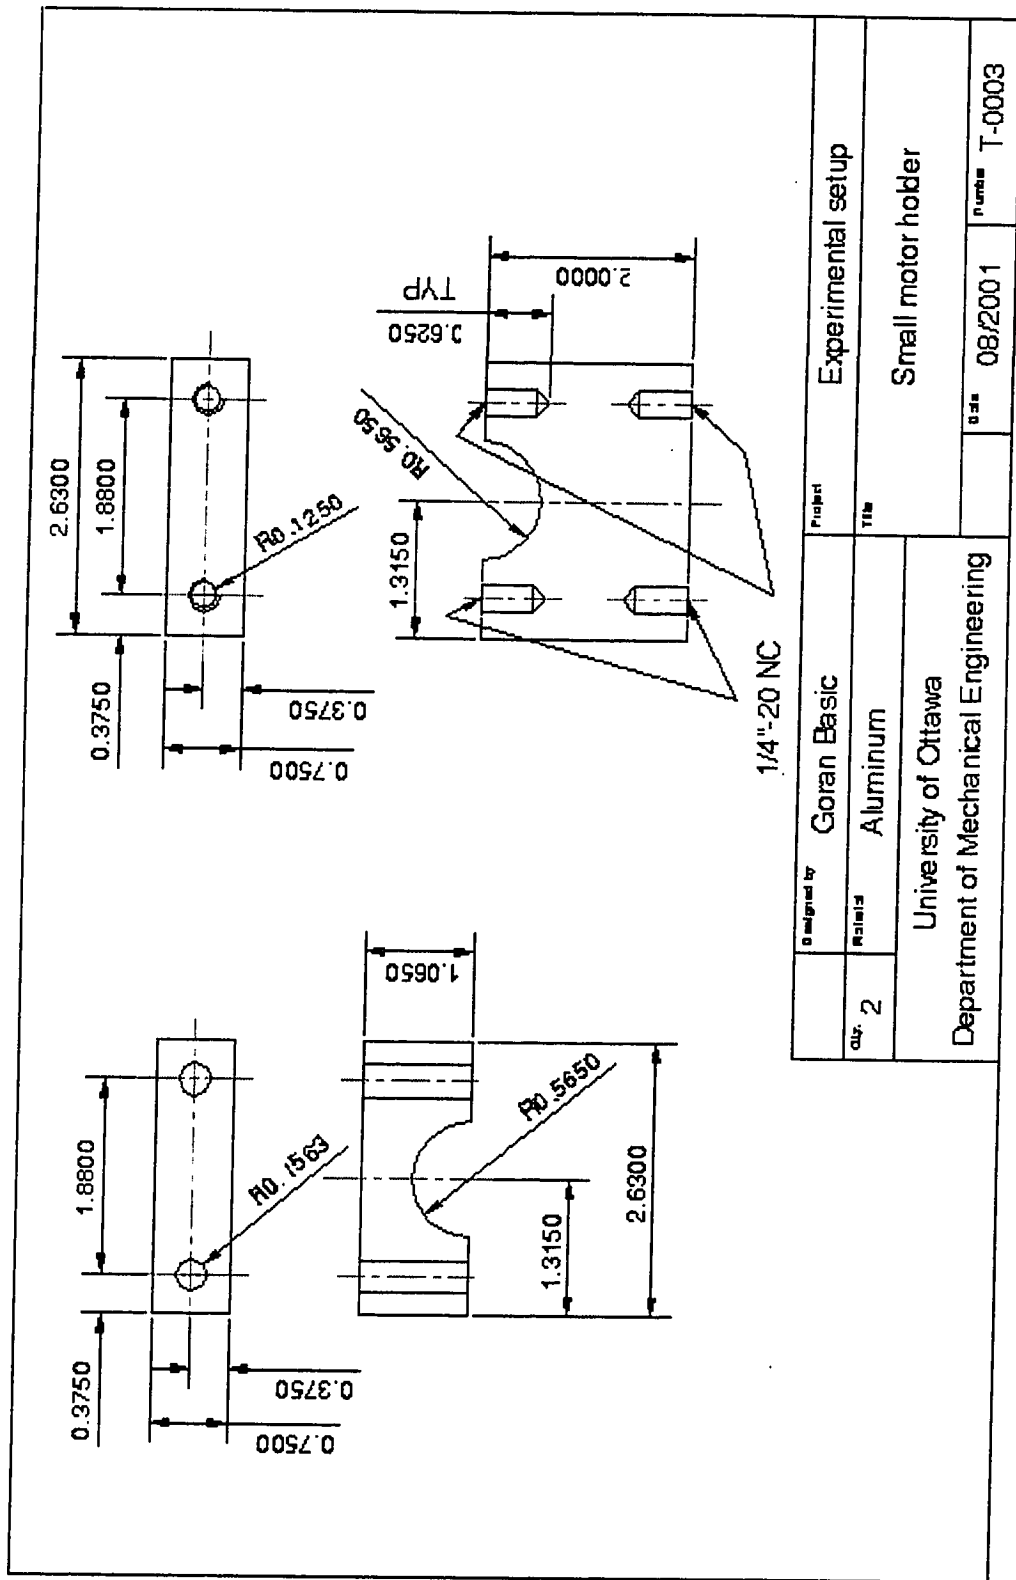 0.3750
1.8800
R0.1563
0.3750
0.7500
1.0650
R0.5650
1.3150
2.6300
2.6300
1.8800
0.3750
R0.1250
0.3750
0.7500
0.6250
TYP
2.0000
R0.5650
1.3150
1/4"-20 NC
Designed by
Goran Basic
Project
Experimental setup
Qty. 2
Material
Aluminum
Title
Small motor holder
University of Ottawa
Department of Mechanical Engineering
Date
08/2001
Number
T-0003